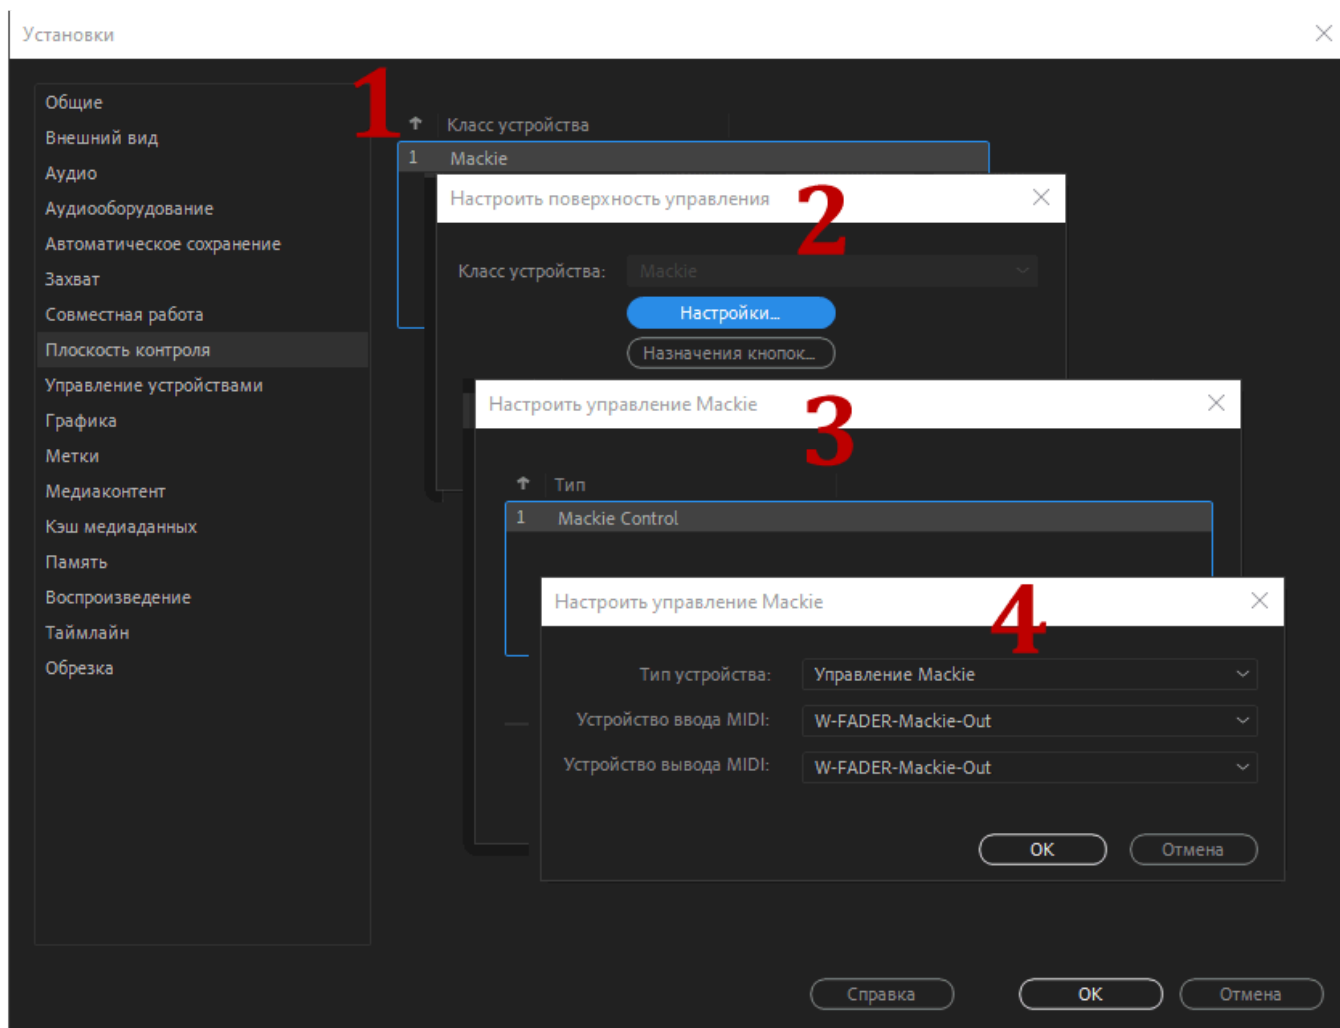 Установки
Общие
Внешний вид
Аудио
Аудиооборудование
Автоматическое сохранение
Захват
Совместная работа
Плоскость контроля
Управление устройствами
Графика
Метки
Медиаконтент
Кэш медиаданных
Память
Воспроизведение
Таймлайн
Обрезка
1
Класс устройства
1 Mackie
Настроить поверхность управления
2
Класс устройства: Mackie
Настройки...
Назначения кнопок...
Настроить управление Mackie
3
Тип
1 Mackie Control
Настроить управление Mackie
4
Тип устройства: Управление Mackie
Устройство ввода MIDI: W-FADER-Mackie-Out
Устройство вывода MIDI: W-FADER-Mackie-Out
OK Отмена
Справка OK Отмена